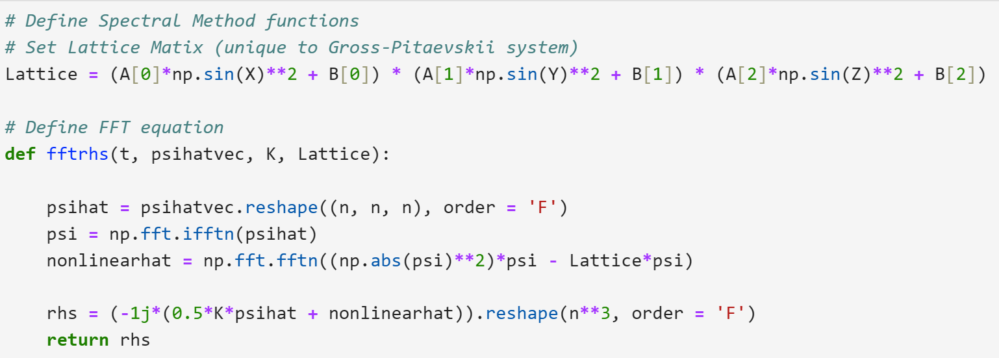 # Define Spectral Method functions
# Set Lattice Matix (unique to Gross-Pitaevskii system)
Lattice = (A[0]*np.sin(X)**2 + B[0]) * (A[1]*np.sin(Y)**2 + B[1]) * (A[2]*np.sin(Z)**2 + B[2])
# Define FFT equation
def fftrhs(t, psihatvec, K, Lattice):
    psihat = psihatvec.reshape((n, n, n), order = 'F')
    psi = np.fft.ifftn(psihat)
    nonlinearhat = np.fft.fftn((np.abs(psi)**2)*psi - Lattice*psi)
    rhs = (-1j*(0.5*K*psihat + nonlinearhat)).reshape(n**3, order = 'F')
    return rhs